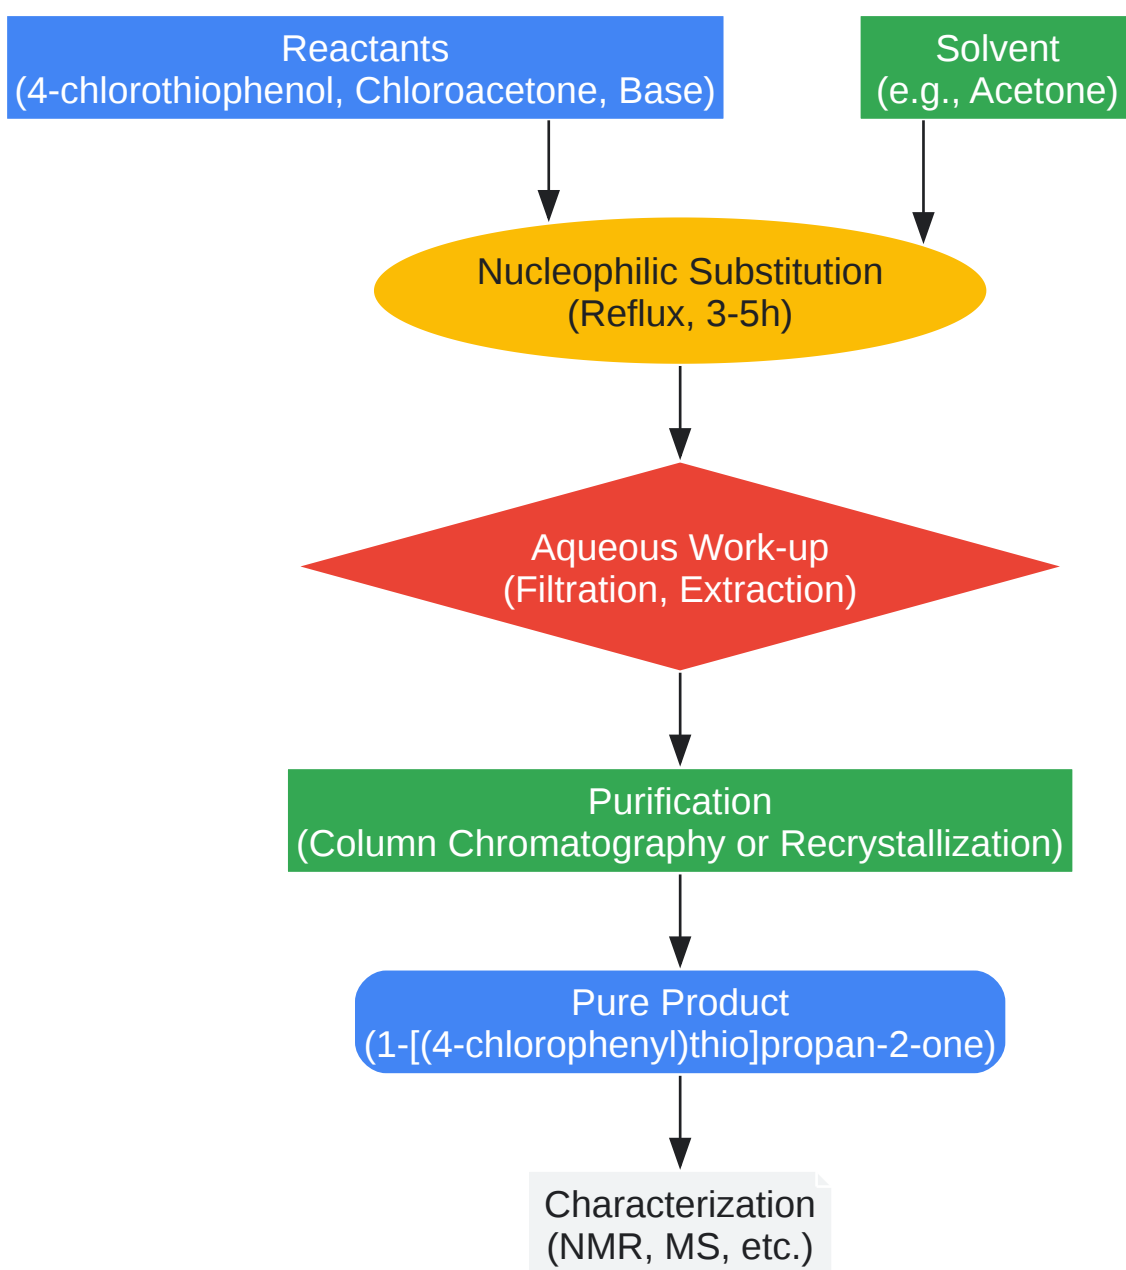 Reactants
(4-chlorothiophenol, Chloroacetone, Base)
Solvent
(e.g., Acetone)
Nucleophilic Substitution
(Reflux, 3-5h)
Aqueous Work-up
(Filtration, Extraction)
Purification
(Column Chromatography or Recrystallization)
Pure Product
(1-[(4-chlorophenyl)thio]propan-2-one)
Characterization
(NMR, MS, etc.)